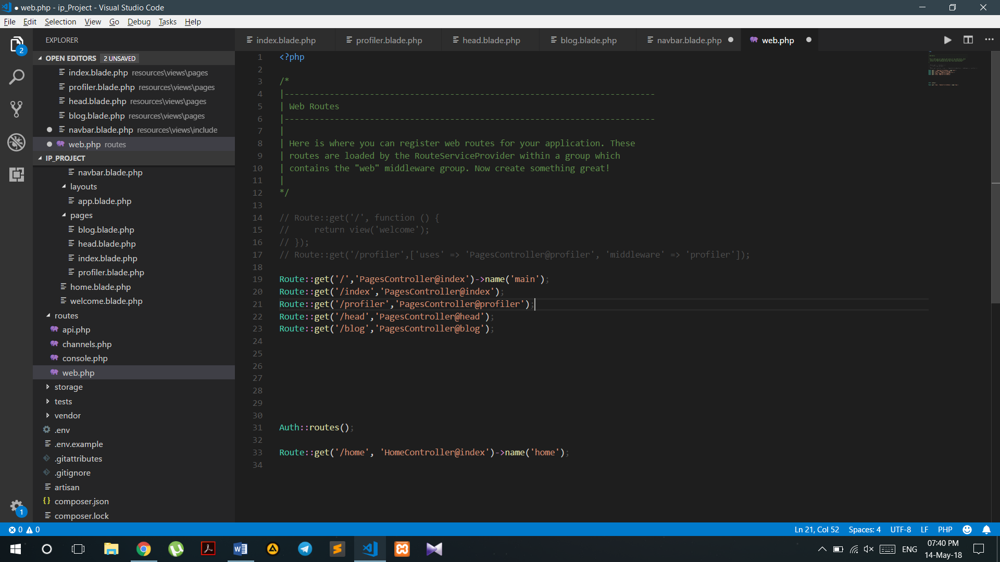 web.php - ip_Project - Visual Studio Code
File Edit Selection View Go Debug Tasks Help
EXPLORER
OPEN EDITORS 2 UNSAVED
index.blade.php resources\views\pages
profiler.blade.php resources\views\pages
head.blade.php resources\views\pages
blog.blade.php resources\views\pages
navbar.blade.php resources\views\include
web.php routes
IP_PROJECT
navbar.blade.php
layouts
app.blade.php
pages
blog.blade.php
head.blade.php
index.blade.php
profiler.blade.php
home.blade.php
welcome.blade.php
routes
api.php
channels.php
console.php
web.php
storage
tests
vendor
.env
.env.example
.gitattributes
.gitignore
artisan
composer.json
composer.lock
2
1
index.blade.php profiler.blade.php head.blade.php blog.blade.php navbar.blade.php web.php
1 <?php
2
3 /*
4 |--------------------------------------------------------------------------
5 | Web Routes
6 |--------------------------------------------------------------------------
7 |
8 | Here is where you can register web routes for your application. These
9 | routes are loaded by the RouteServiceProvider within a group which
10 | contains the "web" middleware group. Now create something great!
11 |
12 */
13
14 // Route::get('/', function () {
15 //     return view('welcome');
16 // });
17 // Route::get('/profiler',['uses' => 'PagesController@profiler', 'middleware' => 'profiler']);
18
19 Route::get('/','PagesController@index')->name('main');
20 Route::get('/index','PagesController@index');
21 Route::get('/profiler','PagesController@profiler');
22 Route::get('/head','PagesController@head');
23 Route::get('/blog','PagesController@blog');
24
25
26
27
28
29
30
31 Auth::routes();
32
33 Route::get('/home', 'HomeController@index')->name('home');
34
0 0 Ln 21, Col 52 Spaces: 4 UTF-8 LF PHP
ENG
07:40 PM
14-May-18